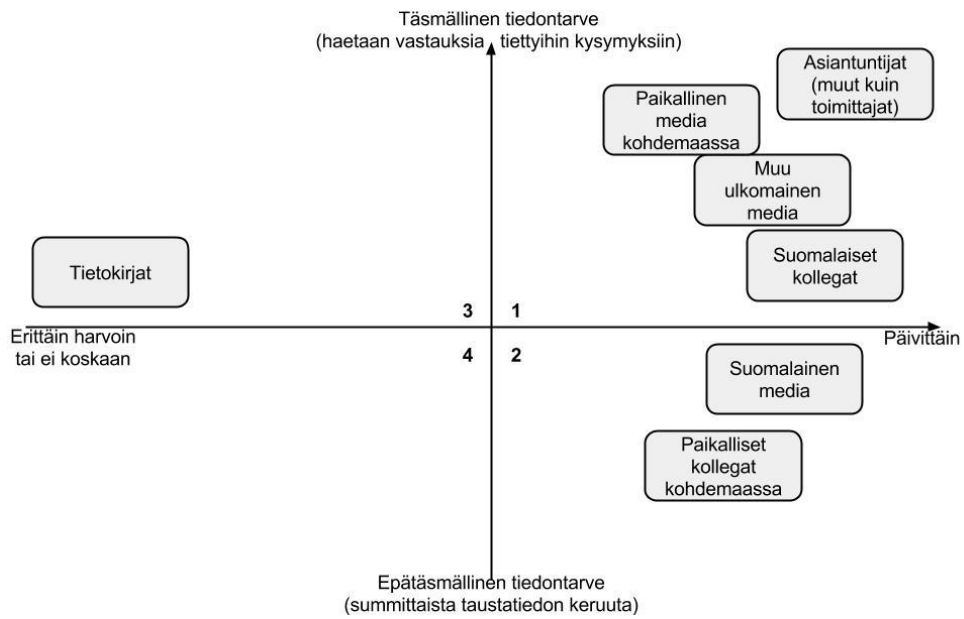 Täsmällinen tiedontarve
(haetaan vastauksia tiettyihin kysymyksiin)
Asiantuntijat
(muut kuin
toimittajat)
Paikallinen
media
kohdemaassa
Muu
ulkomainen
media
Suomalaiset
kollegat
Tietokirjat
3 1
Erittäin harvoin
tai ei koskaan
Päivittäin
4 2
Suomalainen
media
Paikalliset
kollegat
kohdemaassa
Epätäsmällinen tiedontarve
(summittaista taustatiedon keruuta)